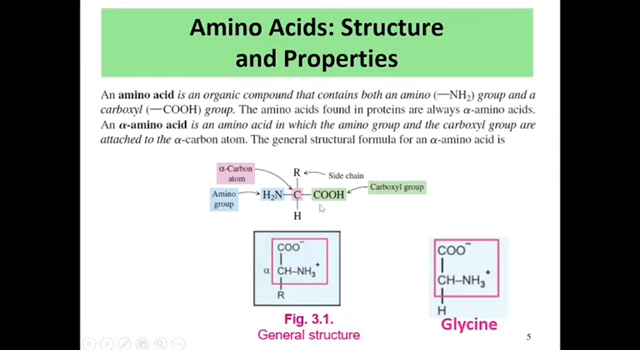 Amino Acids: Structure
and Properties
An amino acid is an organic compound that contains both an amino (—NH₂) group and a
carboxyl (—COOH) group. The amino acids found in proteins are always α-amino acids.
An α-amino acid is an amino acid in which the amino group and the carboxyl group are
attached to the α-carbon atom. The general structural formula for an α-amino acid is
α-Carbon
atom
R
Side chain
Amino
group
H₂N—C—COOH
Carboxyl group
H
COO⁻
α CH–NH₃⁺
R
COO⁻
CH–NH₃⁺
H
Fig. 3.1.
General structure
Glycine
5